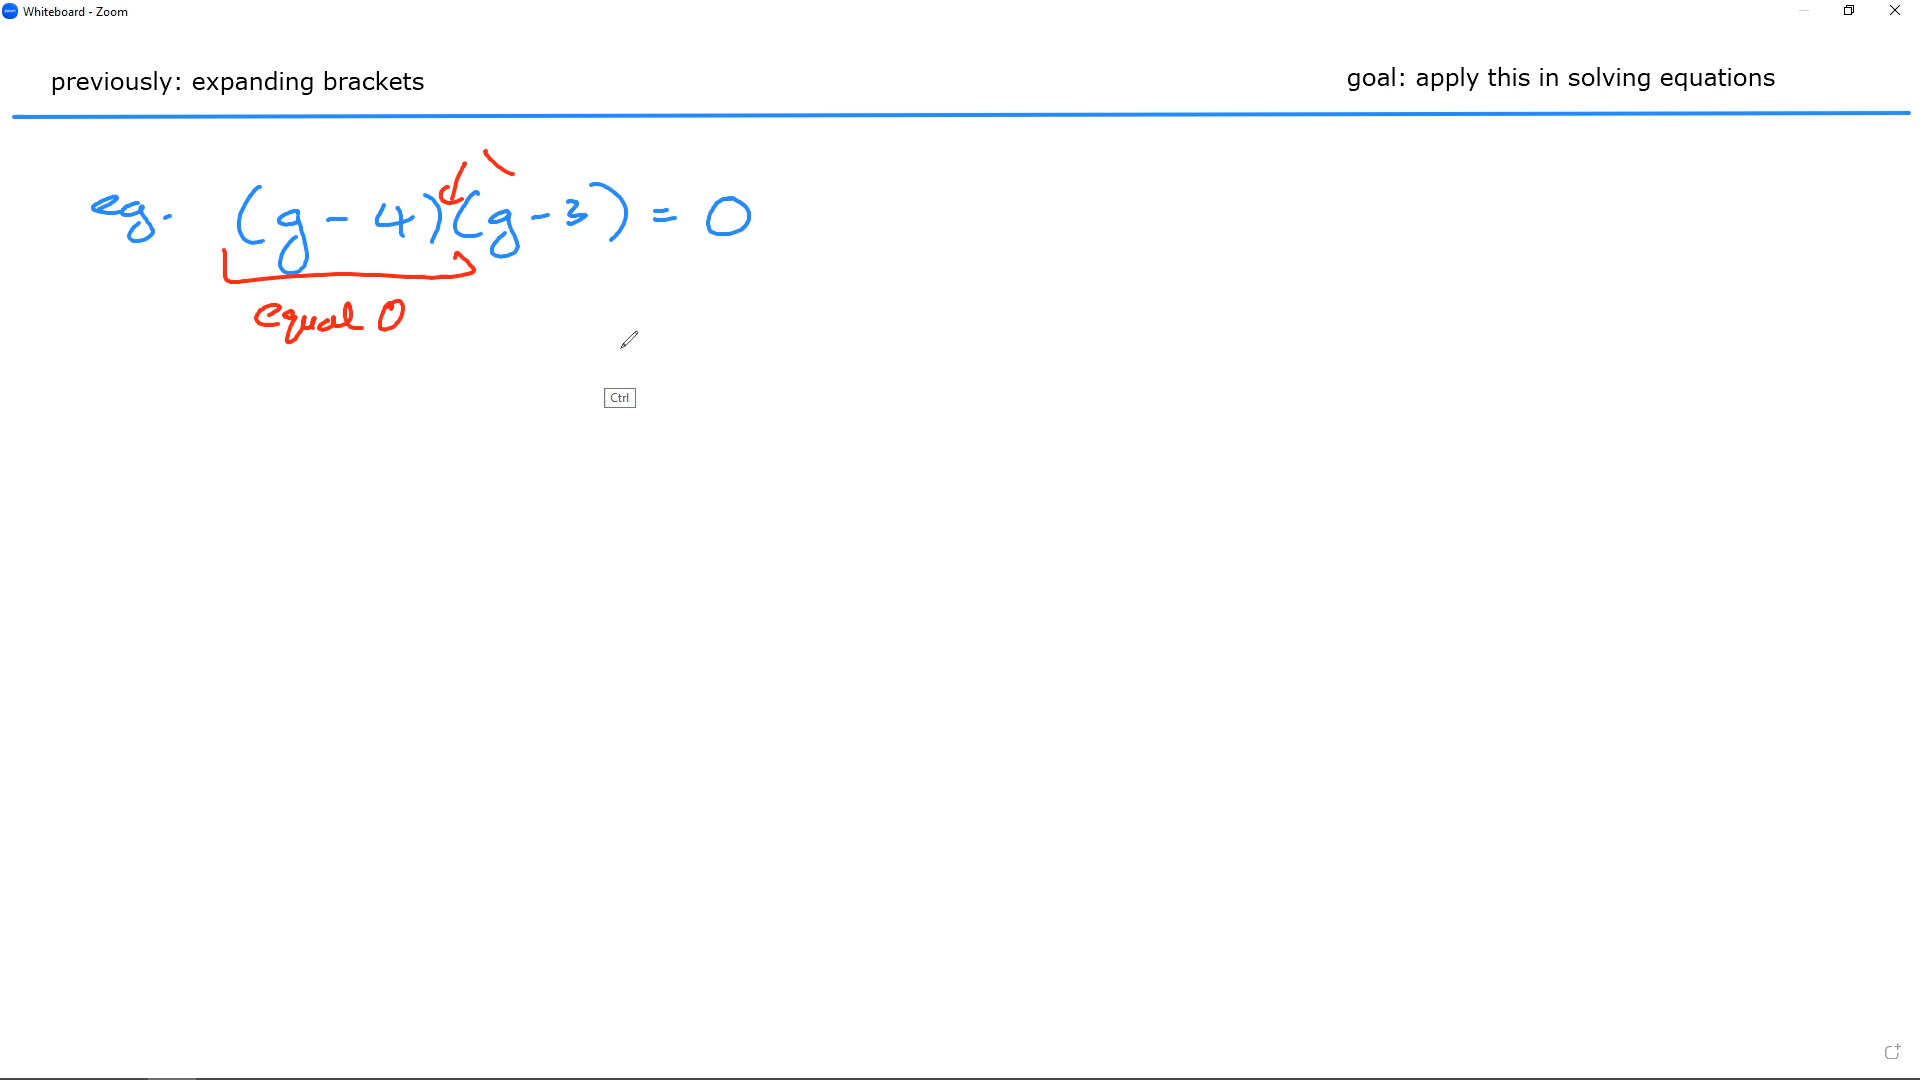 Whiteboard - Zoom
previously: expanding brackets
goal: apply this in solving equations
eg. (g - 4)(g - 3) = 0
equal 0
Ctrl